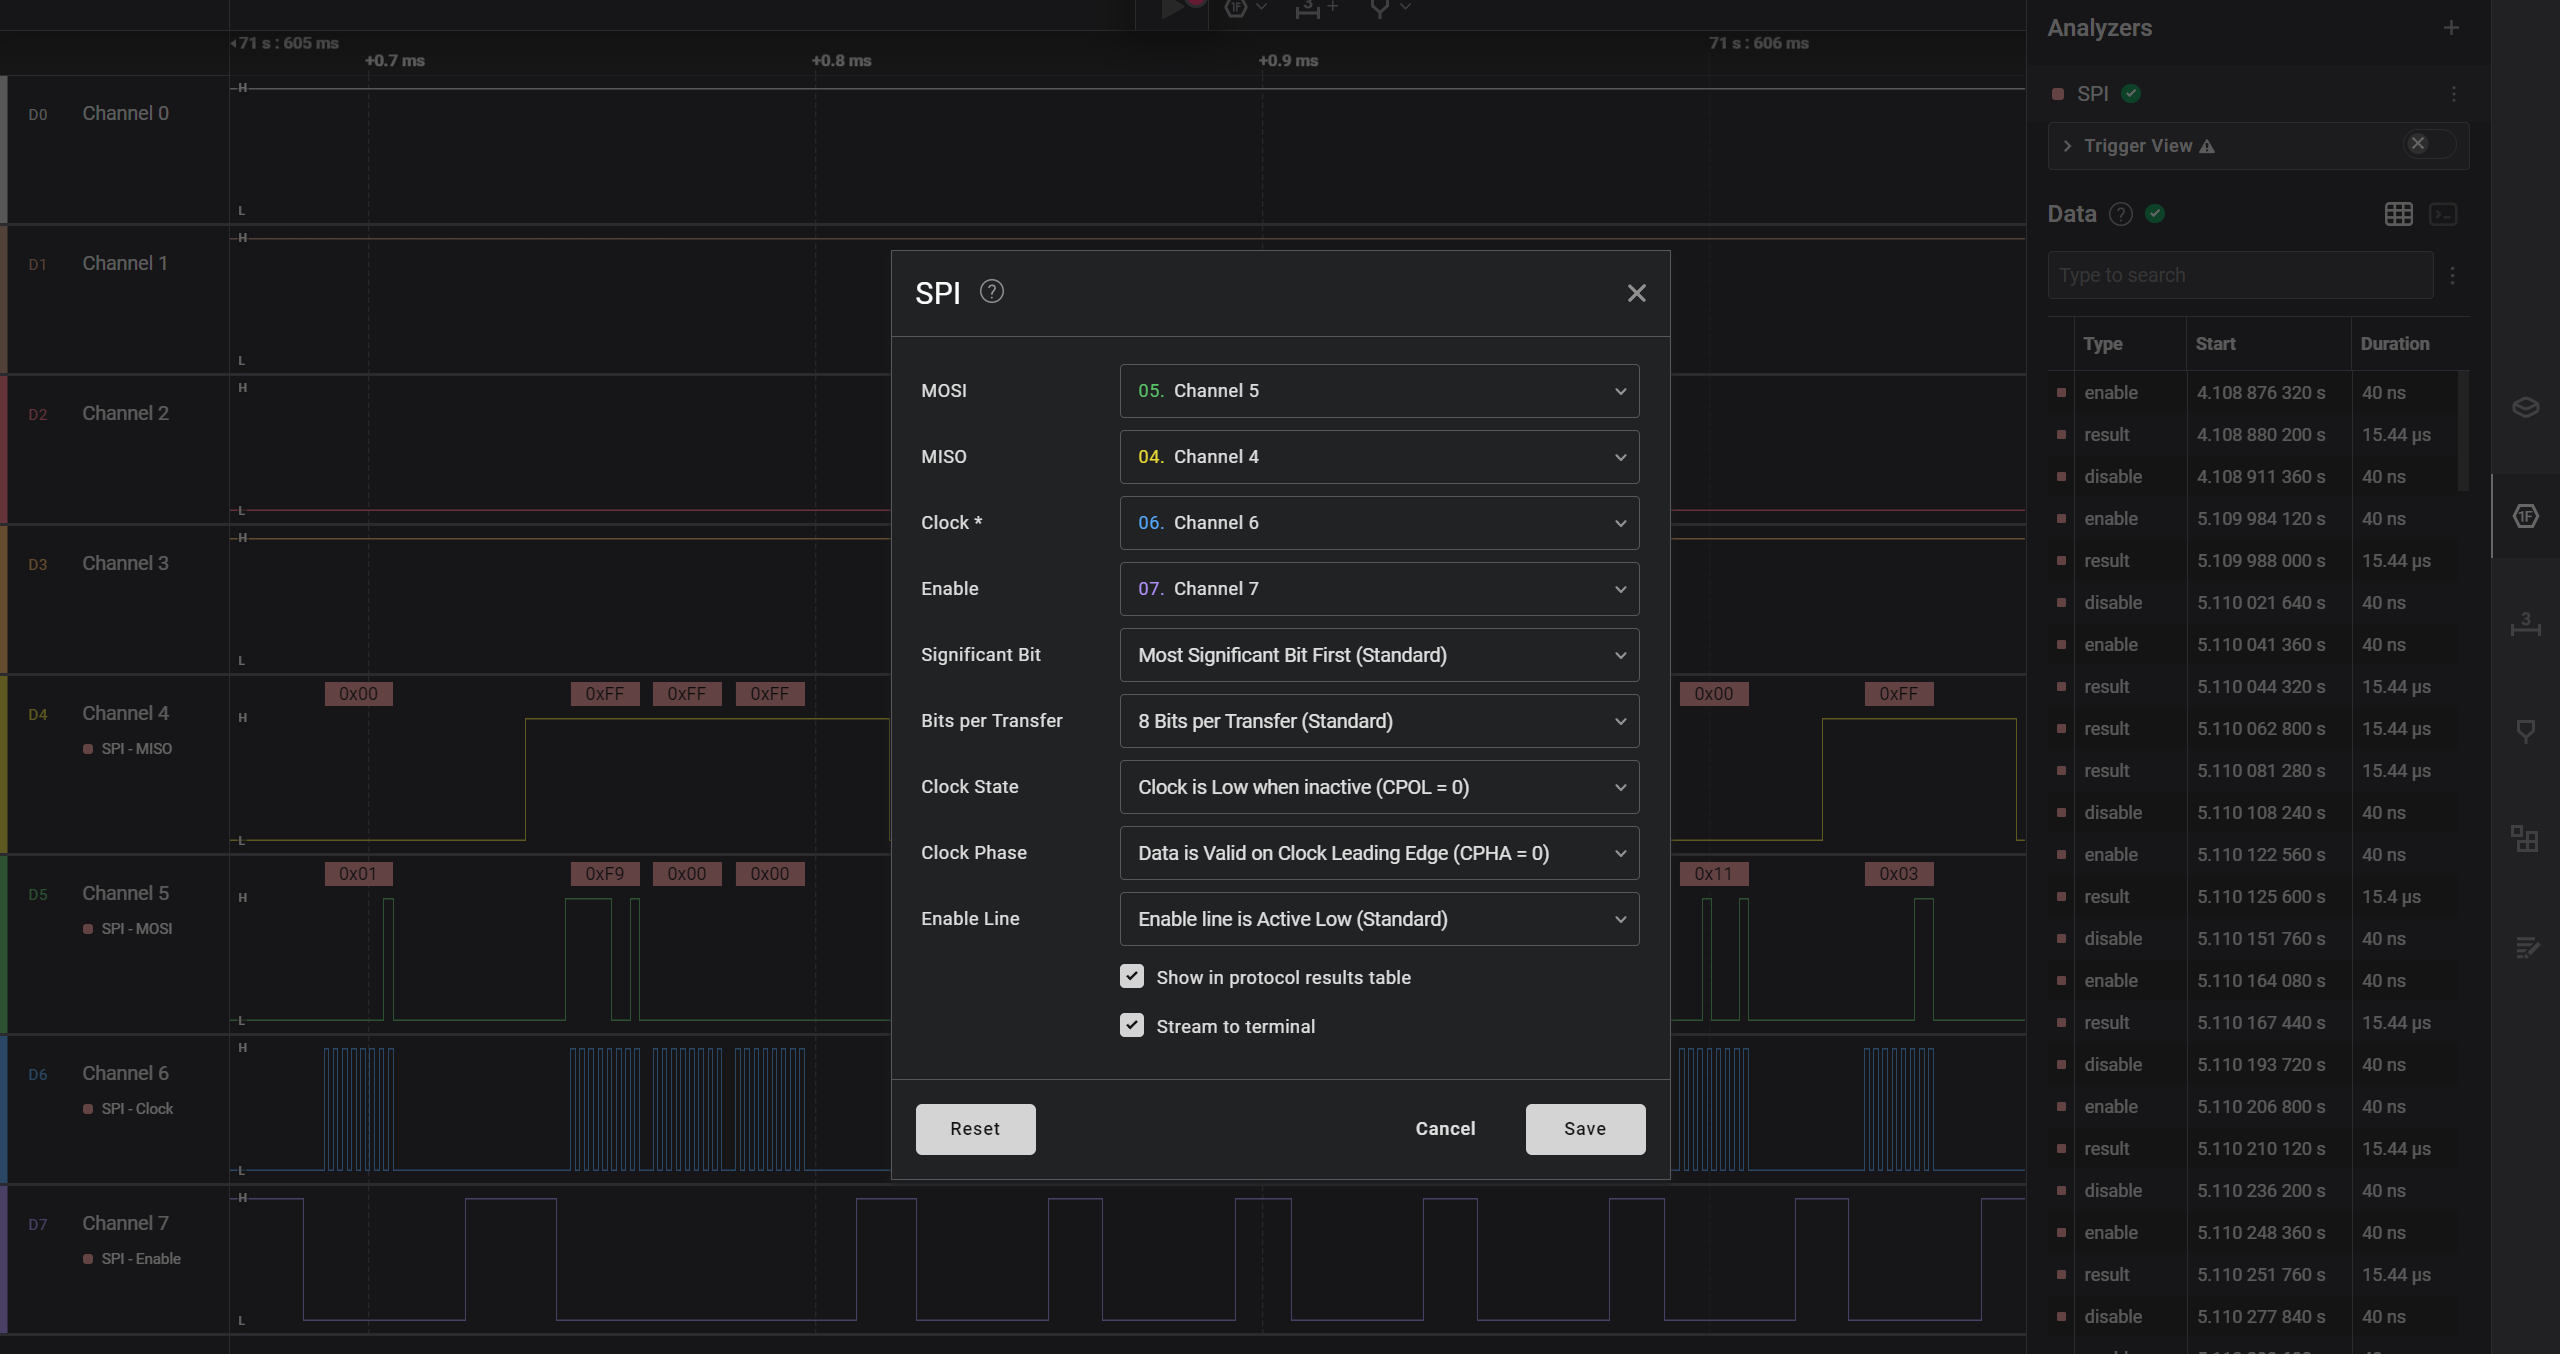 71 s : 605 ms
+0.7 ms
+0.8 ms
+0.9 ms
71 s : 606 ms
D0 Channel 0
H
L
D1 Channel 1
H
L
D2 Channel 2
H
L
D3 Channel 3
H
L
D4 Channel 4
SPI - MISO
H
L
0x00 0xFF 0xFF 0xFF 0x00 0xFF
D5 Channel 5
SPI - MOSI
H
L
0x01 0xF9 0x00 0x00 0x11 0x03
D6 Channel 6
SPI - Clock
H
L
D7 Channel 7
SPI - Enable
H
L
SPI ?
MOSI 05. Channel 5
MISO 04. Channel 4
Clock * 06. Channel 6
Enable 07. Channel 7
Significant Bit Most Significant Bit First (Standard)
Bits per Transfer 8 Bits per Transfer (Standard)
Clock State Clock is Low when inactive (CPOL = 0)
Clock Phase Data is Valid on Clock Leading Edge (CPHA = 0)
Enable Line Enable line is Active Low (Standard)
Show in protocol results table
Stream to terminal
Reset Cancel Save
Analyzers
SPI
Trigger View
Data ?
Type to search
Type Start Duration
enable 4.108 876 320 s 40 ns
result 4.108 880 200 s 15.44 μs
disable 4.108 911 360 s 40 ns
enable 5.109 984 120 s 40 ns
result 5.109 988 000 s 15.44 μs
disable 5.110 021 640 s 40 ns
enable 5.110 041 360 s 40 ns
result 5.110 044 320 s 15.44 μs
result 5.110 062 800 s 15.44 μs
result 5.110 081 280 s 15.44 μs
disable 5.110 108 240 s 40 ns
enable 5.110 122 560 s 40 ns
result 5.110 125 600 s 15.4 μs
disable 5.110 151 760 s 40 ns
enable 5.110 164 080 s 40 ns
result 5.110 167 440 s 15.44 μs
disable 5.110 193 720 s 40 ns
enable 5.110 206 800 s 40 ns
result 5.110 210 120 s 15.44 μs
disable 5.110 236 200 s 40 ns
enable 5.110 248 360 s 40 ns
result 5.110 251 760 s 15.44 μs
disable 5.110 277 840 s 40 ns
1F
3